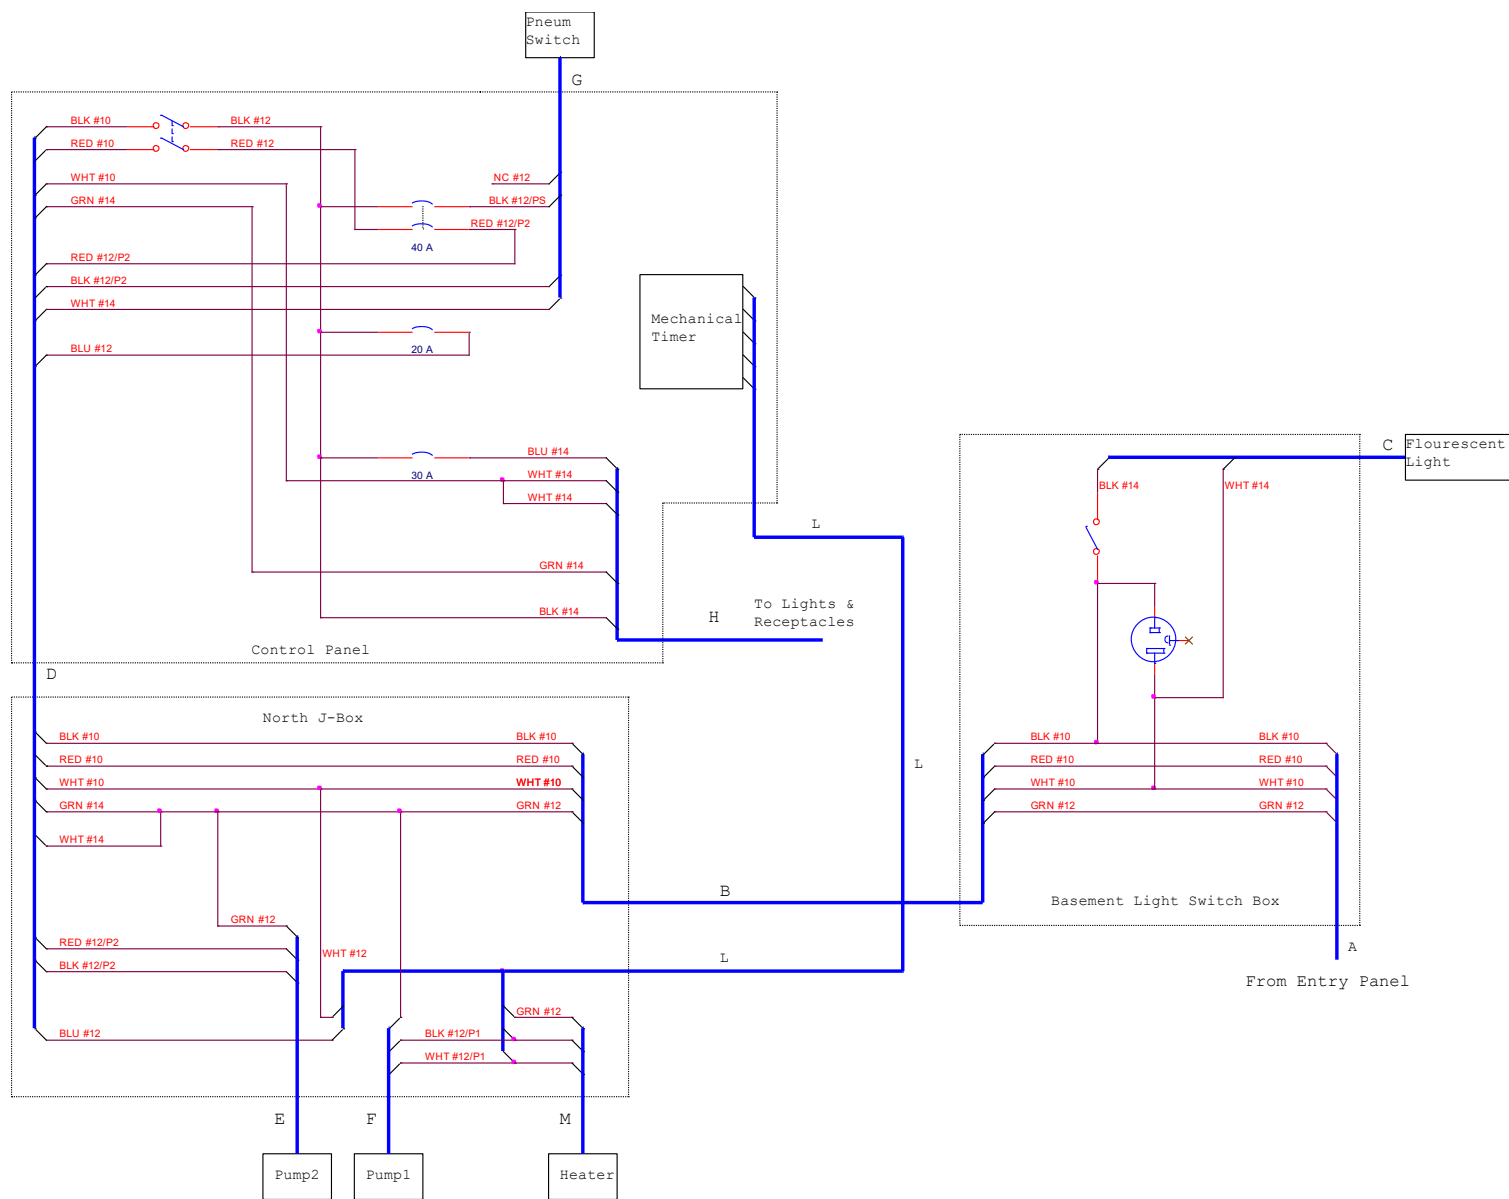 Pneum
Switch
G
BLK #10
BLK #12
RED #10
RED #12
WHT #10
NC #12
GRN #14
BLK #12/PS
RED #12/P2
40 A
RED #12/P2
BLK #12/P2
WHT #14
Mechanical
Timer
BLU #12
20 A
BLU #14
30 A
WHT #14
WHT #14
C
Flourescent
Light
BLK #14
WHT #14
L
GRN #14
BLK #14
H
To Lights &
Receptacles
Control Panel
D
North J-Box
BLK #10
BLK #10
RED #10
RED #10
WHT #10
WHT #10
GRN #14
GRN #12
WHT #14
L
BLK #10
BLK #10
RED #10
RED #10
WHT #10
WHT #10
GRN #12
GRN #12
B
Basement Light Switch Box
GRN #12
RED #12/P2
WHT #12
BLK #12/P2
L
A
From Entry Panel
GRN #12
BLU #12
BLK #12/P1
WHT #12/P1
E
F
M
Pump2
Pump1
Heater